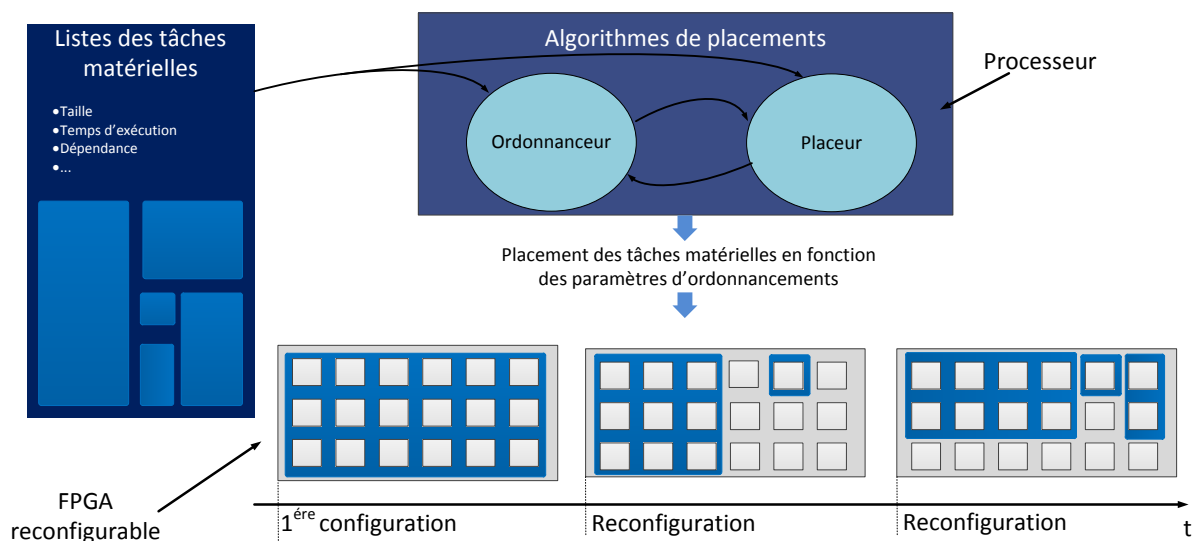 Listes des tâches
matérielles
•Taille
•Temps d'exécution
•Dépendance
•...
Algorithmes de placements
Ordonnanceur
Placeur
Processeur
Placement des tâches matérielles en fonction
des paramètres d'ordonnancements
FPGA
reconfigurable
1ére configuration
Reconfiguration
Reconfiguration
t